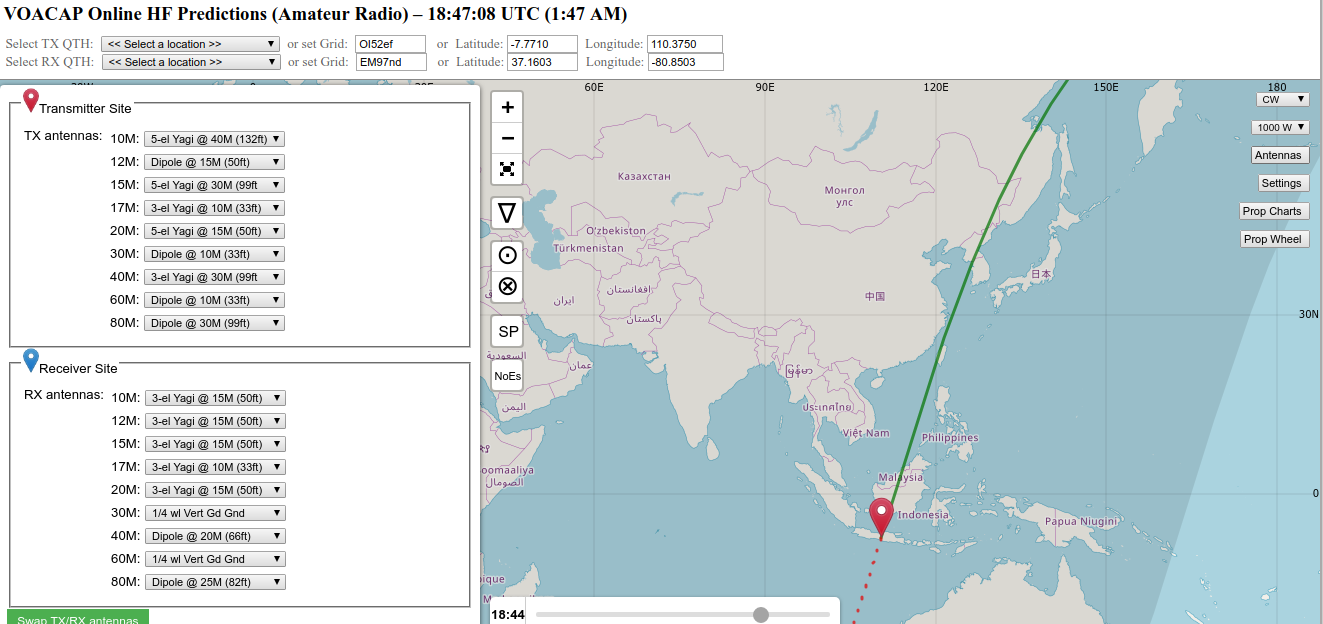 VOACAP Online HF Predictions (Amateur Radio) – 18:47:08 UTC (1:47 AM)
Select TX QTH: << Select a location >> or set Grid: OI52ef or Latitude: -7.7710 Longitude: 110.3750
Select RX QTH: << Select a location >> or set Grid: EM97nd or Latitude: 37.1603 Longitude: -80.8503
60E 90E 120E 150E 180
Transmitter Site
TX antennas:
10M: 5-el Yagi @ 40M (132ft)
12M: Dipole @ 15M (50ft)
15M: 5-el Yagi @ 30M (99ft
17M: 3-el Yagi @ 10M (33ft)
20M: 5-el Yagi @ 15M (50ft)
30M: Dipole @ 10M (33ft)
40M: 3-el Yagi @ 30M (99ft
60M: Dipole @ 10M (33ft)
80M: Dipole @ 30M (99ft)
Receiver Site
RX antennas:
10M: 3-el Yagi @ 15M (50ft)
12M: 3-el Yagi @ 15M (50ft)
15M: 3-el Yagi @ 15M (50ft)
17M: 3-el Yagi @ 10M (33ft)
20M: 3-el Yagi @ 15M (50ft)
30M: 1/4 wl Vert Gd Gnd
40M: Dipole @ 20M (66ft)
60M: 1/4 wl Vert Gd Gnd
80M: Dipole @ 25M (82ft)
Swap TX/RX antennas
+
−
SP
NoEs
CW
1000 W
Antennas
Settings
Prop Charts
Prop Wheel
Казахстан
Монгол
улс
O'zbekiston
Türkmenistan
افغانستان
ایران
پاکستان
中国
日本
30N
السعودية
عمان
اليمن
ประเทศไทย
Việt Nam
Philippines
Soomaaliya
الصومال
Malaysia
0
Indonesia
Papua Niugini
18:44